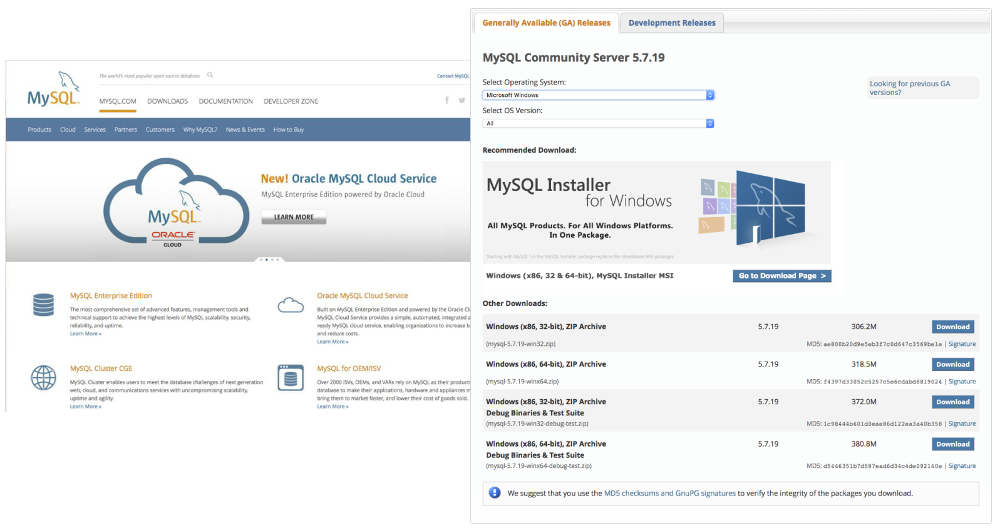 MySQL™
The world's most popular open source database
Contact MySQL
MYSQL.COM DOWNLOADS DOCUMENTATION DEVELOPER ZONE
Products Cloud Services Partners Customers Why MySQL? News & Events How to Buy
MySQL™
ORACLE®
CLOUD
New! Oracle MySQL Cloud Service
MySQL Enterprise Edition powered by Oracle Cloud
LEARN MORE
MySQL Enterprise Edition
The most comprehensive set of advanced features, management tools and
technical support to achieve the highest levels of MySQL scalability, security,
reliability, and uptime.
Learn More »
Oracle MySQL Cloud Service
Built on MySQL Enterprise Edition and powered by the Oracle
MySQL Cloud Service provides a simple, automated, integrated a
ready MySQL cloud service, enabling organizations to increase b
and reduce costs.
Learn More »
MySQL Cluster CGE
MySQL Cluster enables users to meet the database challenges of next generation
web, cloud, and communications services with uncompromising scalability,
uptime and agility.
Learn More »
MySQL for OEM/ISV
Over 2000 ISVs, OEMs, and VARs rely on MySQL as their products
database to make their applications, hardware and appliances m
bring them to market faster, and lower their cost of goods sold.
Learn More »
Generally Available (GA) Releases Development Releases
MySQL Community Server 5.7.19
Select Operating System:
Microsoft Windows
Select OS Version:
All
Looking for previous GA
versions?
Recommended Download:
MySQL Installer
for Windows
All MySQL Products. For All Windows Platforms.
In One Package.
Starting with MySQL 5.6 the MySQL Installer package replaces the standalone MSI packages.
Windows (x86, 32 & 64-bit), MySQL Installer MSI Go to Download Page >
Other Downloads:
Windows (x86, 32-bit), ZIP Archive 5.7.19 306.2M Download
(mysql-5.7.19-win32.zip) MD5: ae800b20d9e5eb3f7c0d647c3569be1e | Signature
Windows (x86, 64-bit), ZIP Archive 5.7.19 318.5M Download
(mysql-5.7.19-winx64.zip) MD5: f4397d33052c5257c5e6cdabd8819024 | Signature
Windows (x86, 32-bit), ZIP Archive 5.7.19 372.0M Download
Debug Binaries & Test Suite
(mysql-5.7.19-win32-debug-test.zip) MD5: 1c98444b601d0eae86d122ea3a40b358 | Signature
Windows (x86, 64-bit), ZIP Archive 5.7.19 380.8M Download
Debug Binaries & Test Suite
(mysql-5.7.19-winx64-debug-test.zip) MD5: d5446351b7d597ead6d34c4de092140e | Signature
We suggest that you use the MD5 checksums and GnuPG signatures to verify the integrity of the packages you download.